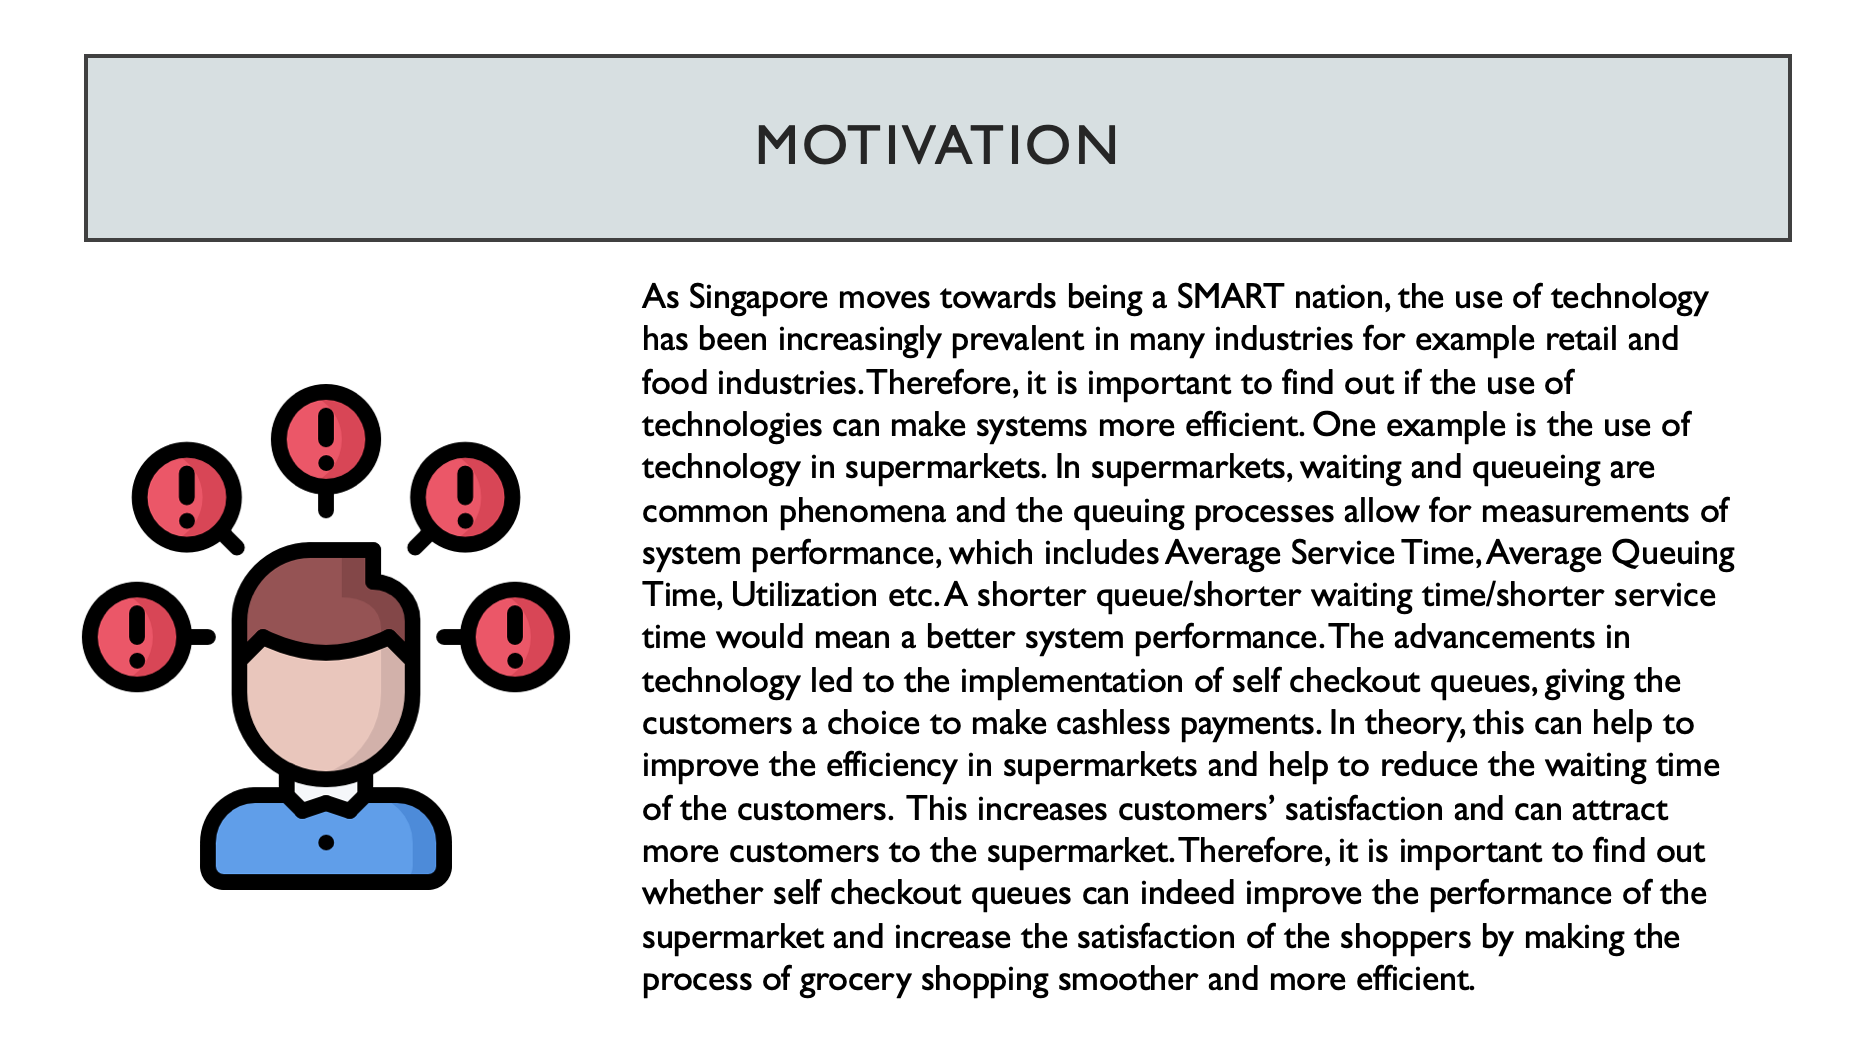 MOTIVATION
As Singapore moves towards being a SMART nation, the use of technology
has been increasingly prevalent in many industries for example retail and
food industries. Therefore, it is important to find out if the use of
technologies can make systems more efficient. One example is the use of
technology in supermarkets. In supermarkets, waiting and queueing are
common phenomena and the queuing processes allow for measurements of
system performance, which includes Average Service Time, Average Queuing
Time, Utilization etc. A shorter queue/shorter waiting time/shorter service
time would mean a better system performance. The advancements in
technology led to the implementation of self checkout queues, giving the
customers a choice to make cashless payments. In theory, this can help to
improve the efficiency in supermarkets and help to reduce the waiting time
of the customers.  This increases customers’ satisfaction and can attract
more customers to the supermarket. Therefore, it is important to find out
whether self checkout queues can indeed improve the performance of the
supermarket and increase the satisfaction of the shoppers by making the
process of grocery shopping smoother and more efficient.